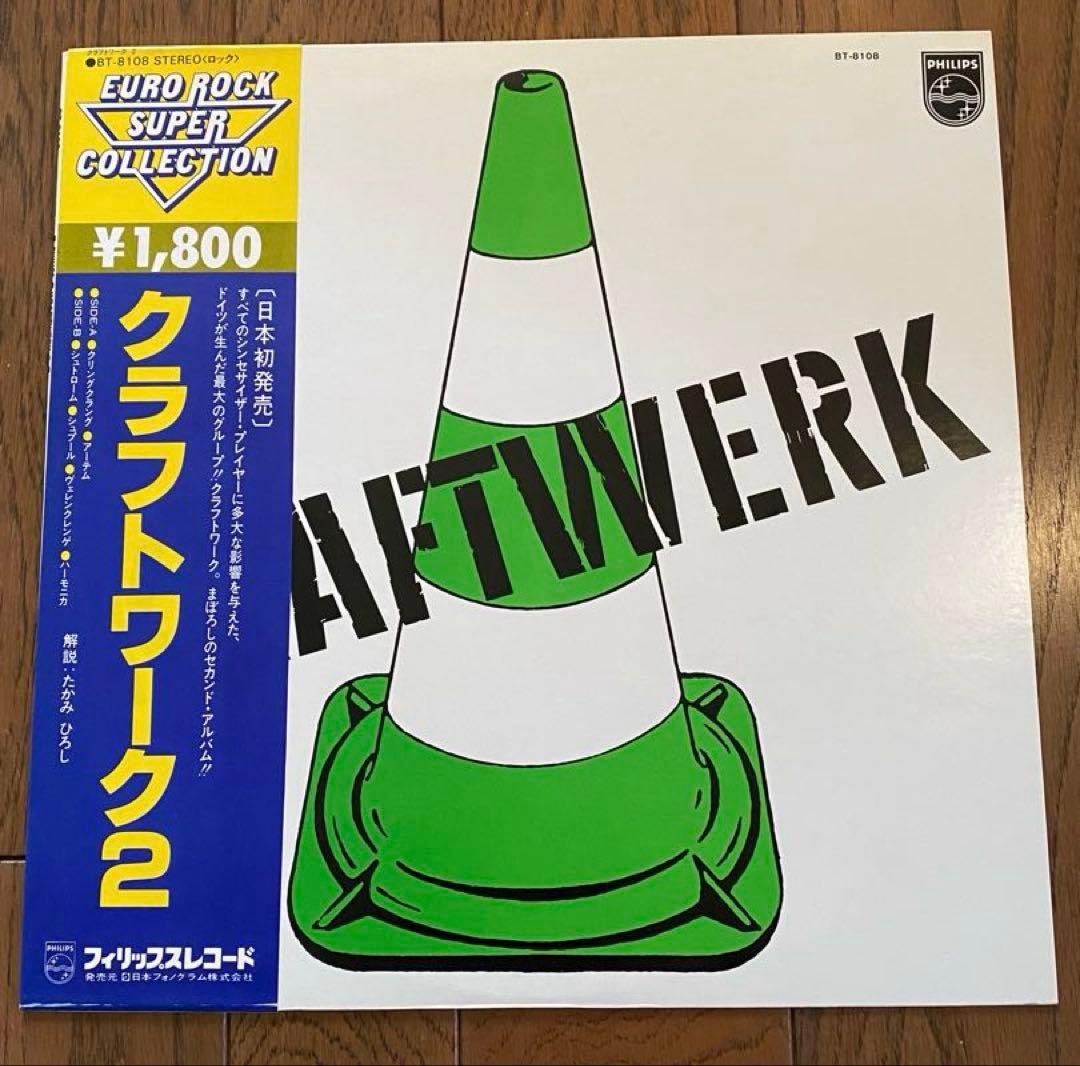 クラフトワーク 2
●BT-8108 STEREO〈ロック〉
EURO ROCK
SUPER
COLLECTION
¥1,800
〔日本初発売〕
すべてのシンセサイザー・プレイヤーに多大な影響を与えた、
ドイツが生んだ最大のグループ!!クラフトワーク。まぼろしのセカンド・アルバム!!
クラフトワーク2
●SIDE-A●クリングクラング●アーテム
●SIDE-B●シュトローム●シュプール●ヴェレンクレンゲ●ハーモニカ
解説:たかみ ひろし
PHILIPS
フィリップスレコード
発売元 日本フォノグラム株式会社
BT-8108
PHILIPS
AFTWERK